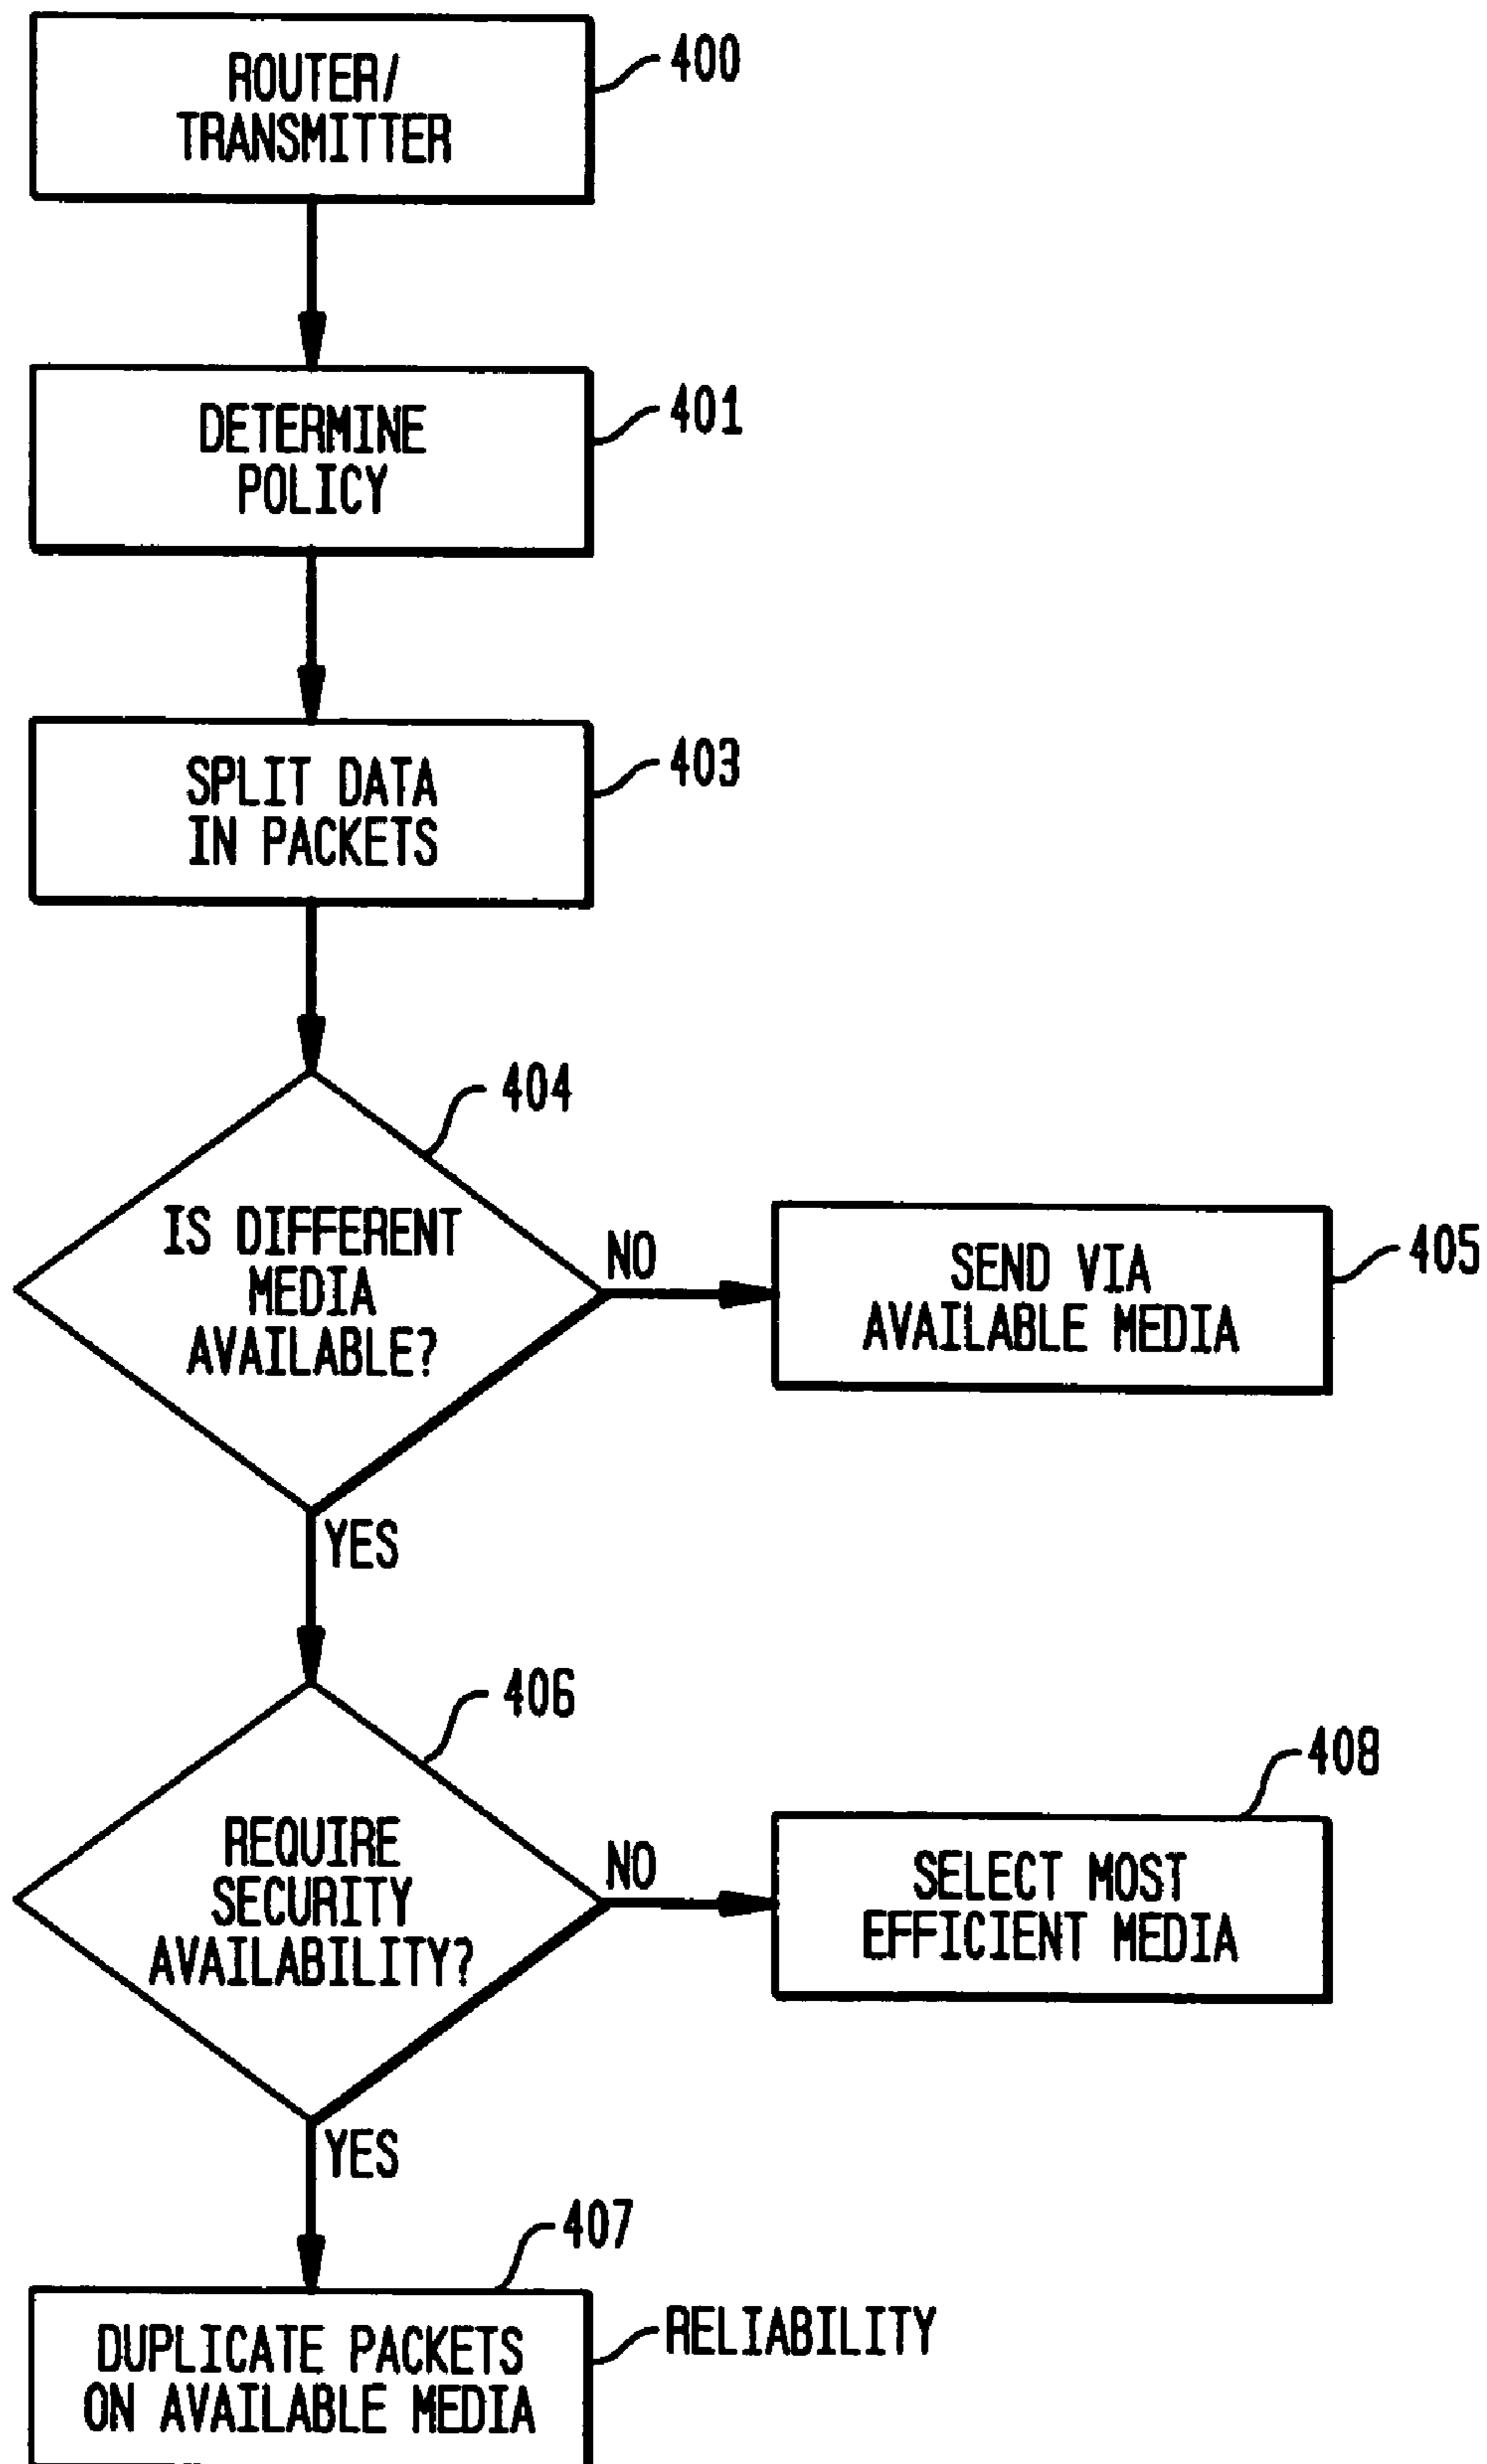 ROUTER/
TRANSMITTER
400
DETERMINE
POLICY
401
SPLIT DATA
IN PACKETS
403
404
IS DIFFERENT
MEDIA
AVAILABLE?
NO
SEND VIA
AVAILABLE MEDIA
405
YES
406
REQUIRE
SECURITY
AVAILABILITY?
NO
408
SELECT MOST
EFFICIENT MEDIA
YES
407
DUPLICATE PACKETS
ON AVAILABLE MEDIA
RELIABILITY